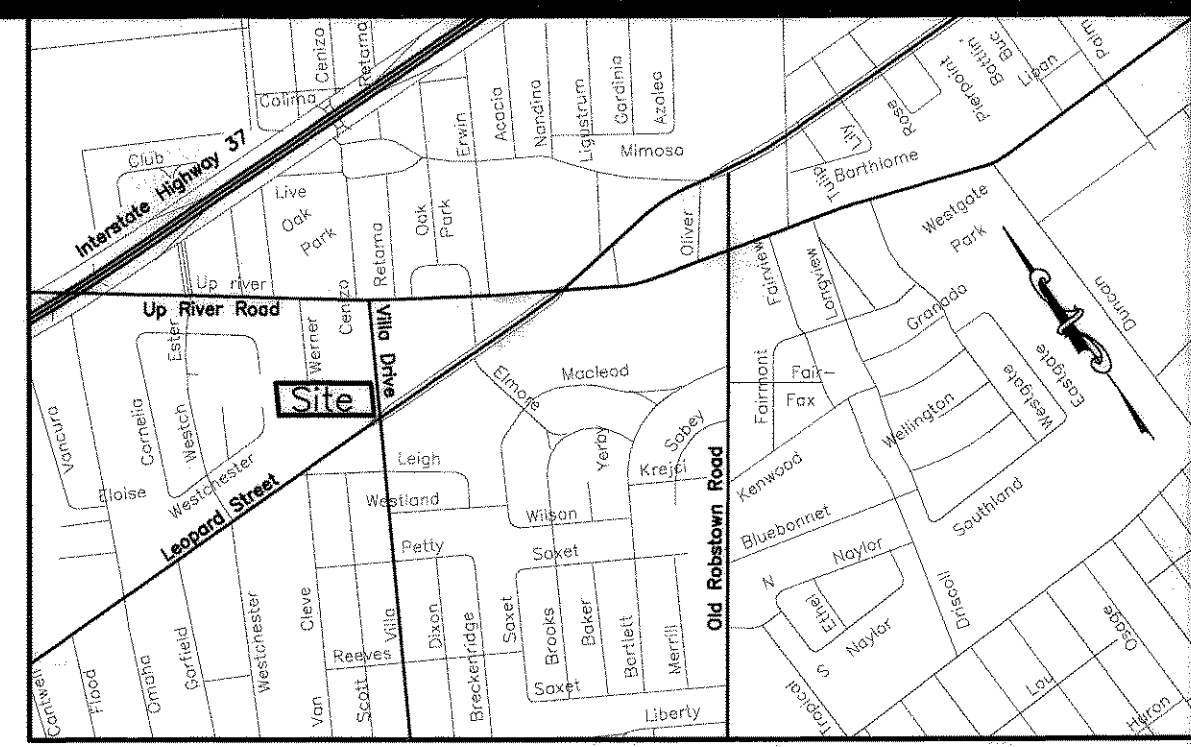 Cenizo
Retama
Colima
Club
Interstate Highway 37
Live
Oak
Park
Erwin
Acacia
Nandina
Ligustrum
Gardinia
Azalea
Mimosa
Retama
Oak
Park
Oliver
Lily
Rose
Pierpoint
Battlin'
Buc
Lipan
Palm
Tulip
Barthlome
Westgate
Park
Fairview
Longview
Duncan
Up river
Up River Road
Cenizo
Villa Drive
Werner
Ester
Site
Granada
Eastgate
Westgate
Macleod
Elmore
Fairmont
Fair-
Fax
Wellington
Vancura
Cornelia
Westch
Westchester
Eloise
Leopard Street
Leigh
Westland
Yerby
Sabey
Krejci
Wilson
Old Robstown Road
Kenwood
Bluebonnet
Southland
Petty
Saxet
Naylor
N
Ethel
Naylor
S
Driscoll
Cantwell
Flood
Omaha
Garfield
Westchester
Van
Cleve
Scott
Villa
Reeves
Dixon
Breckenridge
Saxet
Brooks
Baker
Bartlett
Merrill
Saxet
Liberty
Tropical
Lou
Osage
Huron